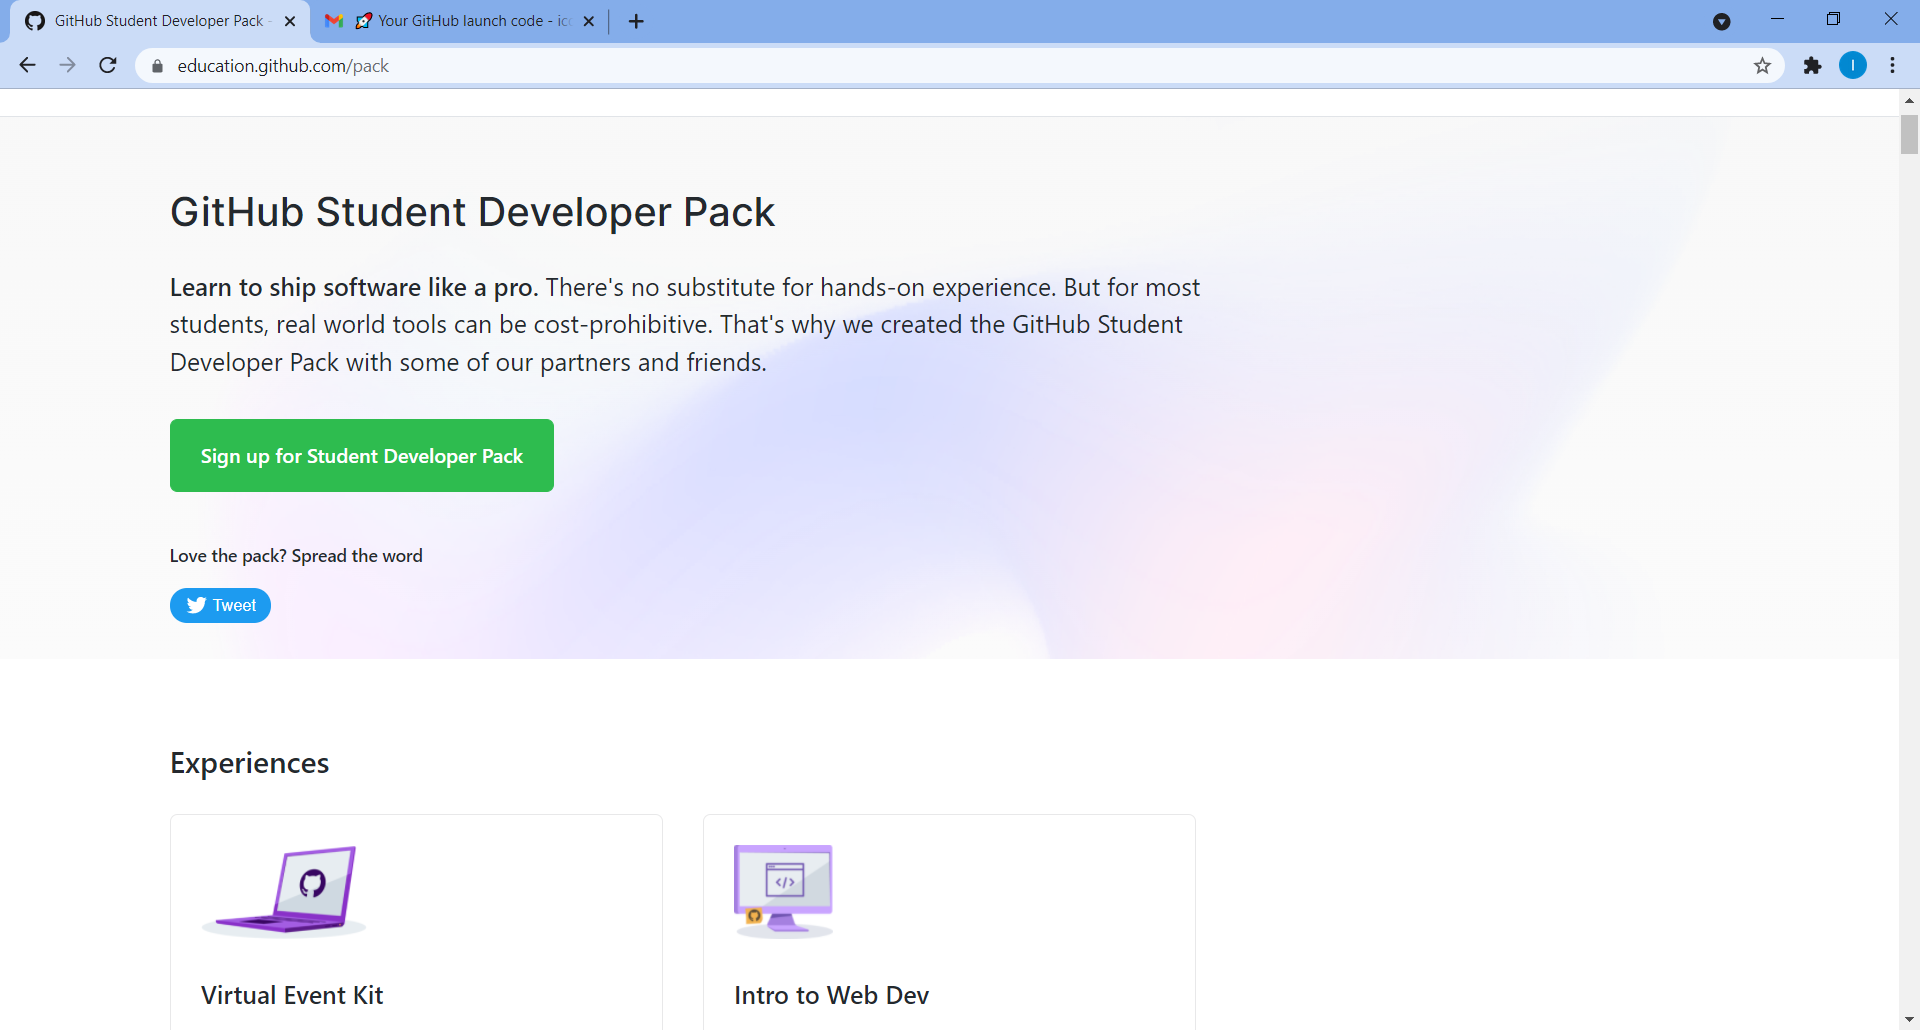 GitHub Student Developer Pack -
Your GitHub launch code - ic
education.github.com/pack
I
GitHub Student Developer Pack
Learn to ship software like a pro. There's no substitute for hands-on experience. But for most
students, real world tools can be cost-prohibitive. That's why we created the GitHub Student
Developer Pack with some of our partners and friends.
Sign up for Student Developer Pack
Love the pack? Spread the word
Tweet
Experiences
</>
Virtual Event Kit
Intro to Web Dev